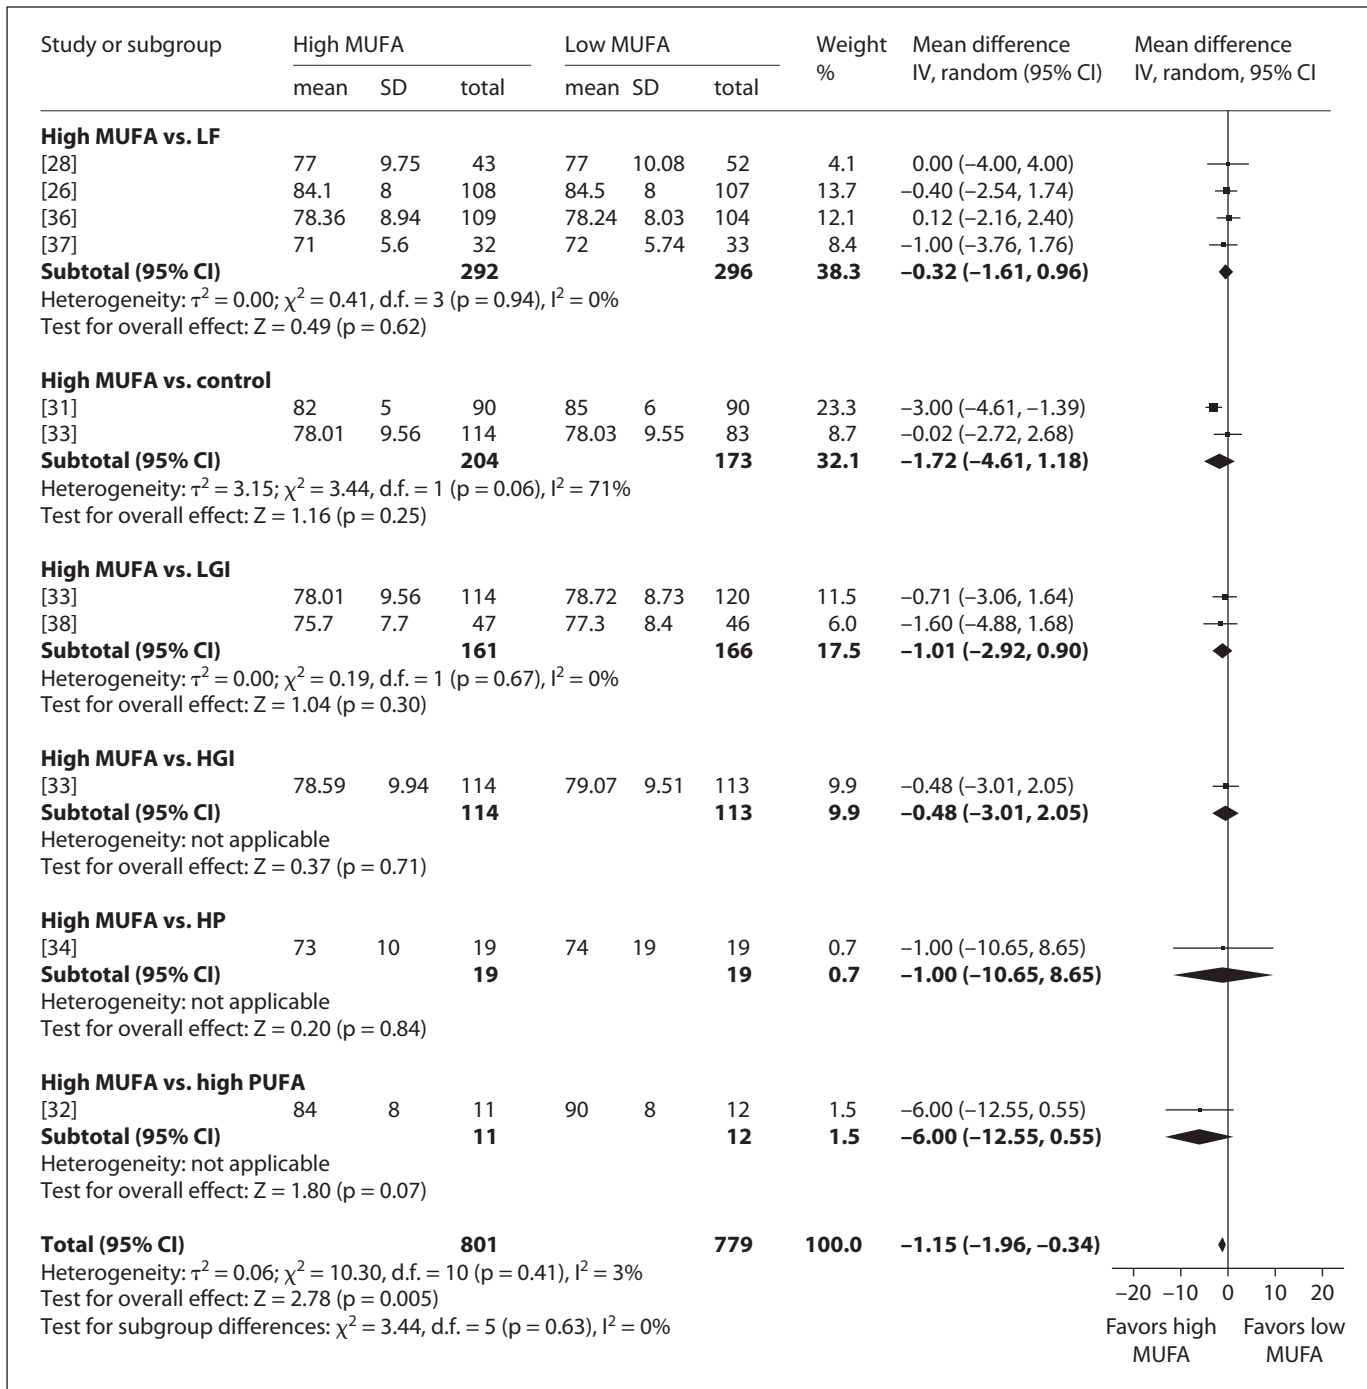 Study or subgroup High MUFA Low MUFA Weight % Mean difference IV, random (95% CI) Mean difference IV, random, 95% CI
mean SD total mean SD total
High MUFA vs. LF
[28] 77 9.75 43 77 10.08 52 4.1 0.00 (–4.00, 4.00)
[26] 84.1 8 108 84.5 8 107 13.7 –0.40 (–2.54, 1.74)
[36] 78.36 8.94 109 78.24 8.03 104 12.1 0.12 (–2.16, 2.40)
[37] 71 5.6 32 72 5.74 33 8.4 –1.00 (–3.76, 1.76)
Subtotal (95% CI) 292 296 38.3 –0.32 (–1.61, 0.96)
Heterogeneity: τ² = 0.00; χ² = 0.41, d.f. = 3 (p = 0.94), I² = 0%
Test for overall effect: Z = 0.49 (p = 0.62)
High MUFA vs. control
[31] 82 5 90 85 6 90 23.3 –3.00 (–4.61, –1.39)
[33] 78.01 9.56 114 78.03 9.55 83 8.7 –0.02 (–2.72, 2.68)
Subtotal (95% CI) 204 173 32.1 –1.72 (–4.61, 1.18)
Heterogeneity: τ² = 3.15; χ² = 3.44, d.f. = 1 (p = 0.06), I² = 71%
Test for overall effect: Z = 1.16 (p = 0.25)
High MUFA vs. LGI
[33] 78.01 9.56 114 78.72 8.73 120 11.5 –0.71 (–3.06, 1.64)
[38] 75.7 7.7 47 77.3 8.4 46 6.0 –1.60 (–4.88, 1.68)
Subtotal (95% CI) 161 166 17.5 –1.01 (–2.92, 0.90)
Heterogeneity: τ² = 0.00; χ² = 0.19, d.f. = 1 (p = 0.67), I² = 0%
Test for overall effect: Z = 1.04 (p = 0.30)
High MUFA vs. HGI
[33] 78.59 9.94 114 79.07 9.51 113 9.9 –0.48 (–3.01, 2.05)
Subtotal (95% CI) 114 113 9.9 –0.48 (–3.01, 2.05)
Heterogeneity: not applicable
Test for overall effect: Z = 0.37 (p = 0.71)
High MUFA vs. HP
[34] 73 10 19 74 19 19 0.7 –1.00 (–10.65, 8.65)
Subtotal (95% CI) 19 19 0.7 –1.00 (–10.65, 8.65)
Heterogeneity: not applicable
Test for overall effect: Z = 0.20 (p = 0.84)
High MUFA vs. high PUFA
[32] 84 8 11 90 8 12 1.5 –6.00 (–12.55, 0.55)
Subtotal (95% CI) 11 12 1.5 –6.00 (–12.55, 0.55)
Heterogeneity: not applicable
Test for overall effect: Z = 1.80 (p = 0.07)
Total (95% CI) 801 779 100.0 –1.15 (–1.96, –0.34)
Heterogeneity: τ² = 0.06; χ² = 10.30, d.f. = 10 (p = 0.41), I² = 3%
Test for overall effect: Z = 2.78 (p = 0.005)
Test for subgroup differences: χ² = 3.44, d.f. = 5 (p = 0.63), I² = 0%
–20 –10 0 10 20
Favors high MUFA
Favors low MUFA